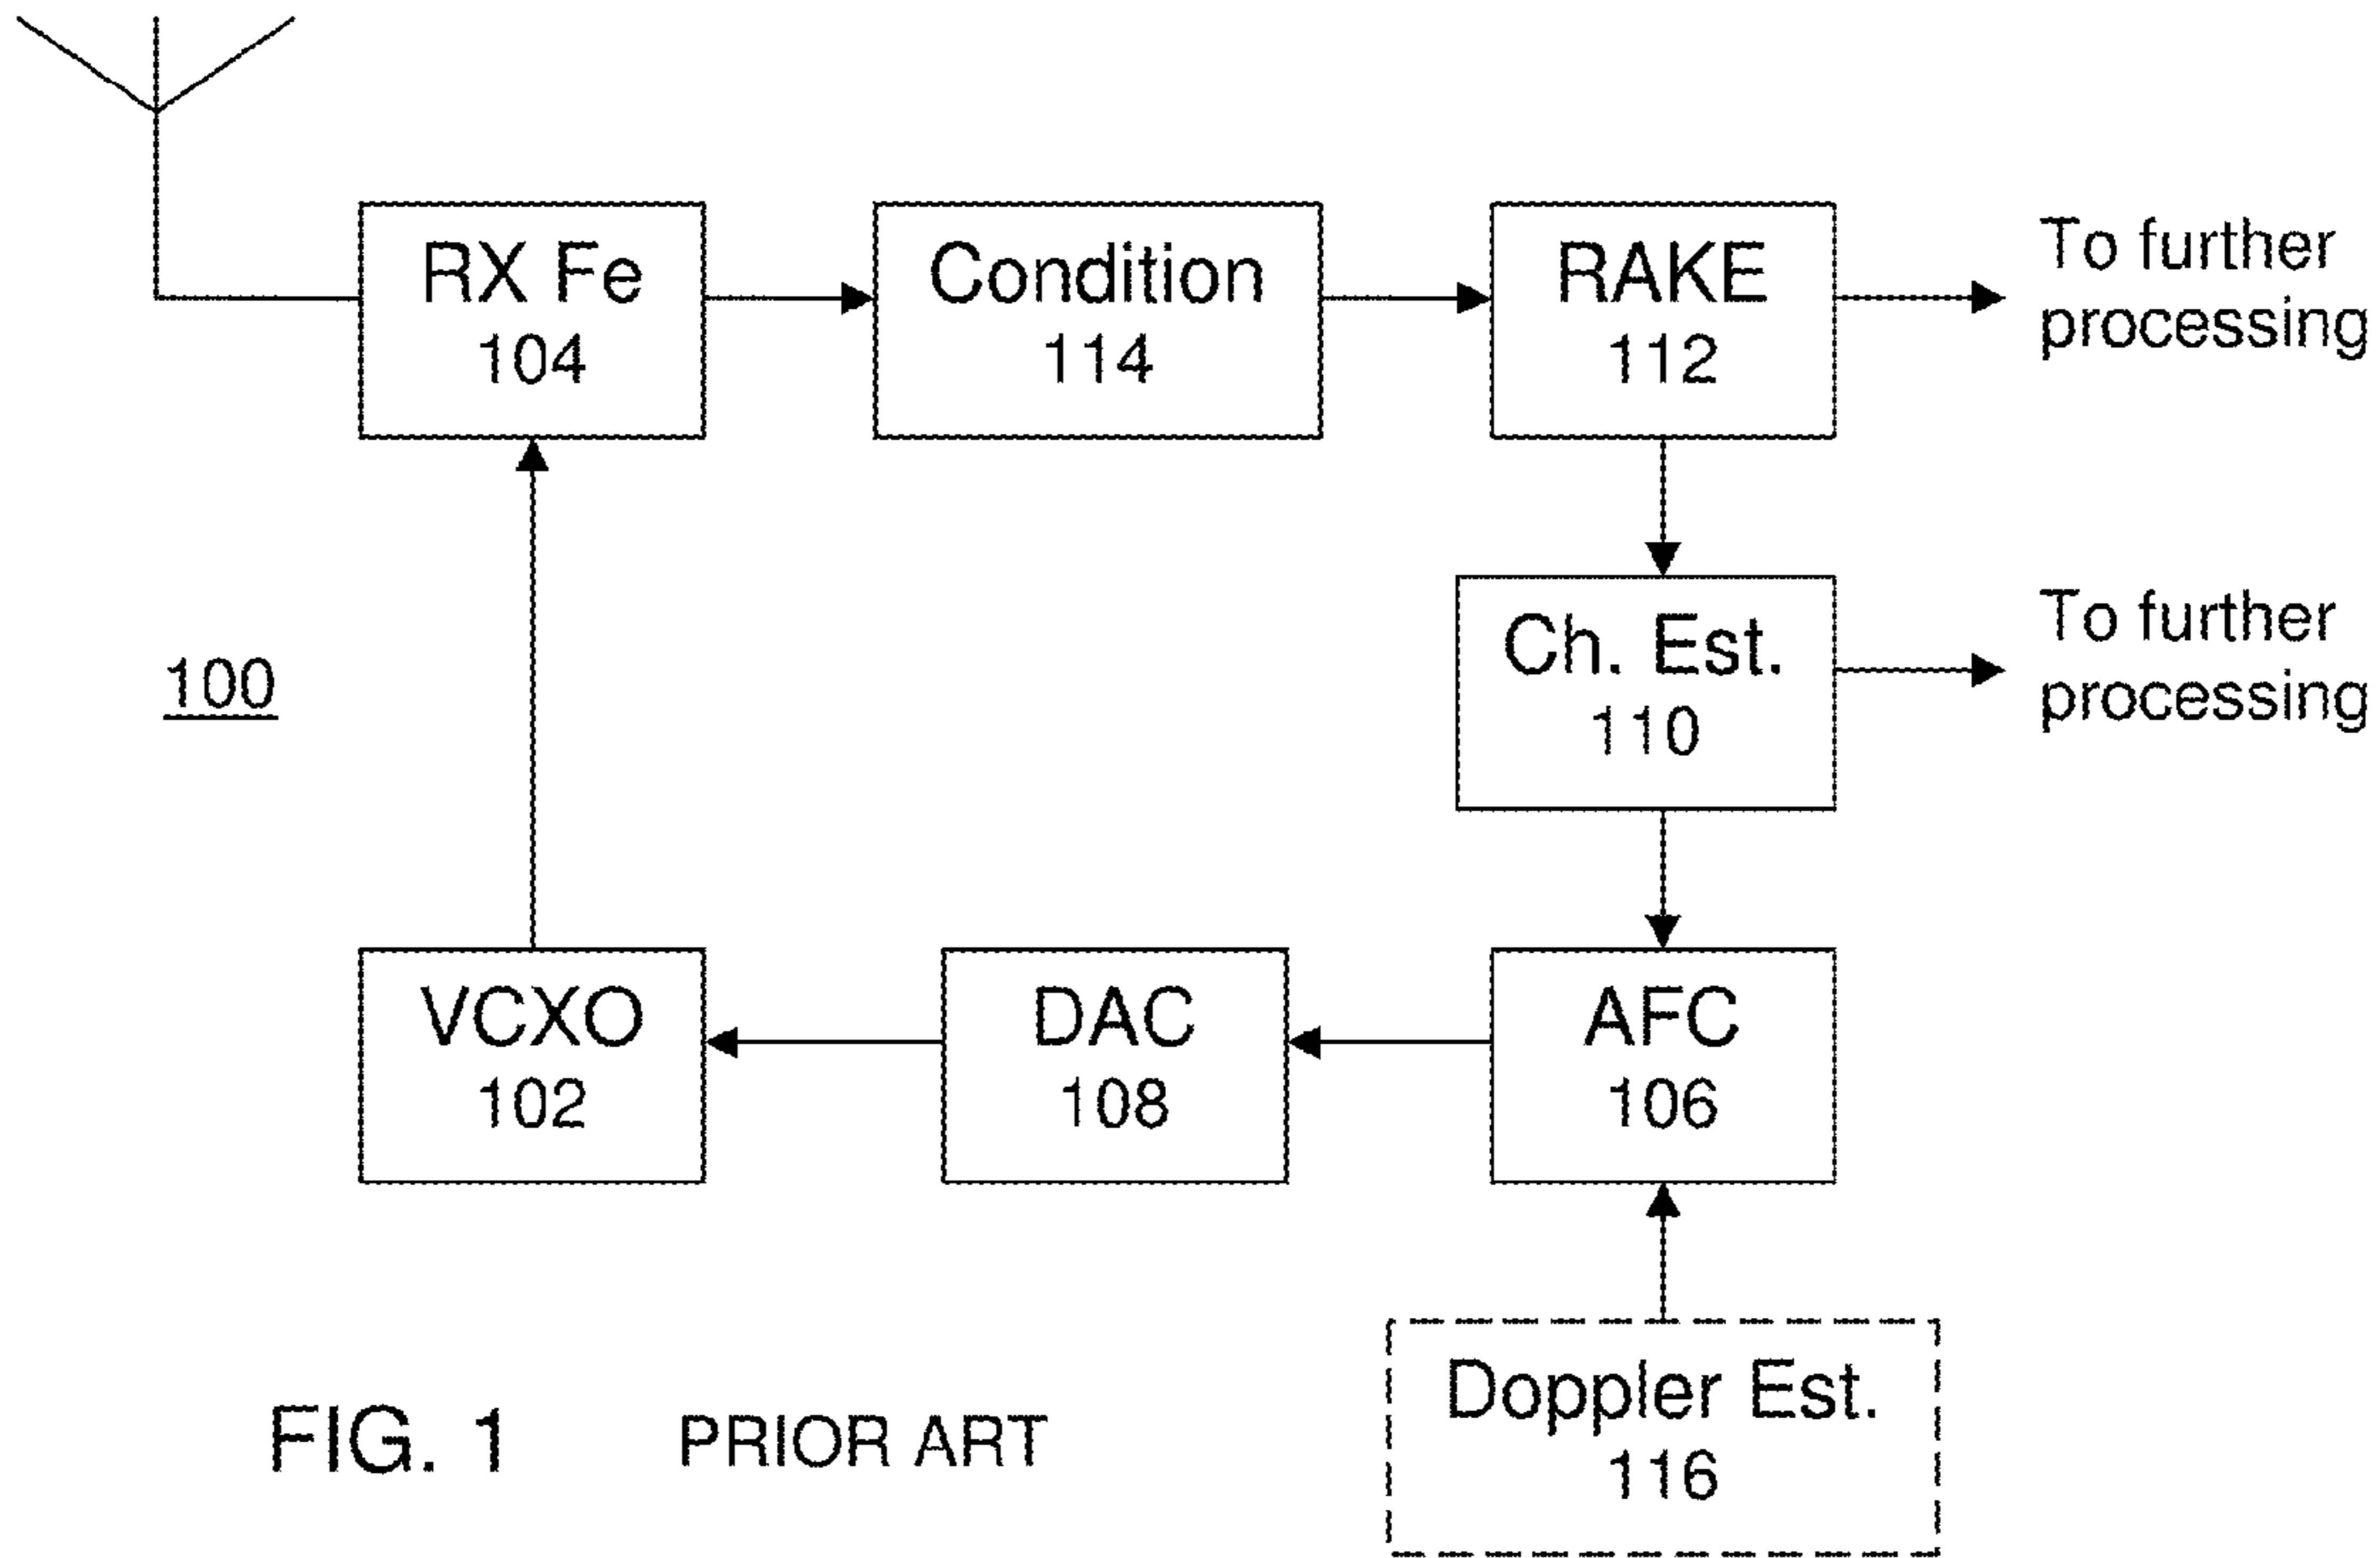 RX Fe
104
Condition
114
RAKE
112
To further
processing
100
Ch. Est.
110
To further
processing
VCXO
102
DAC
108
AFC
106
Doppler Est.
116
FIG. 1 PRIOR ART